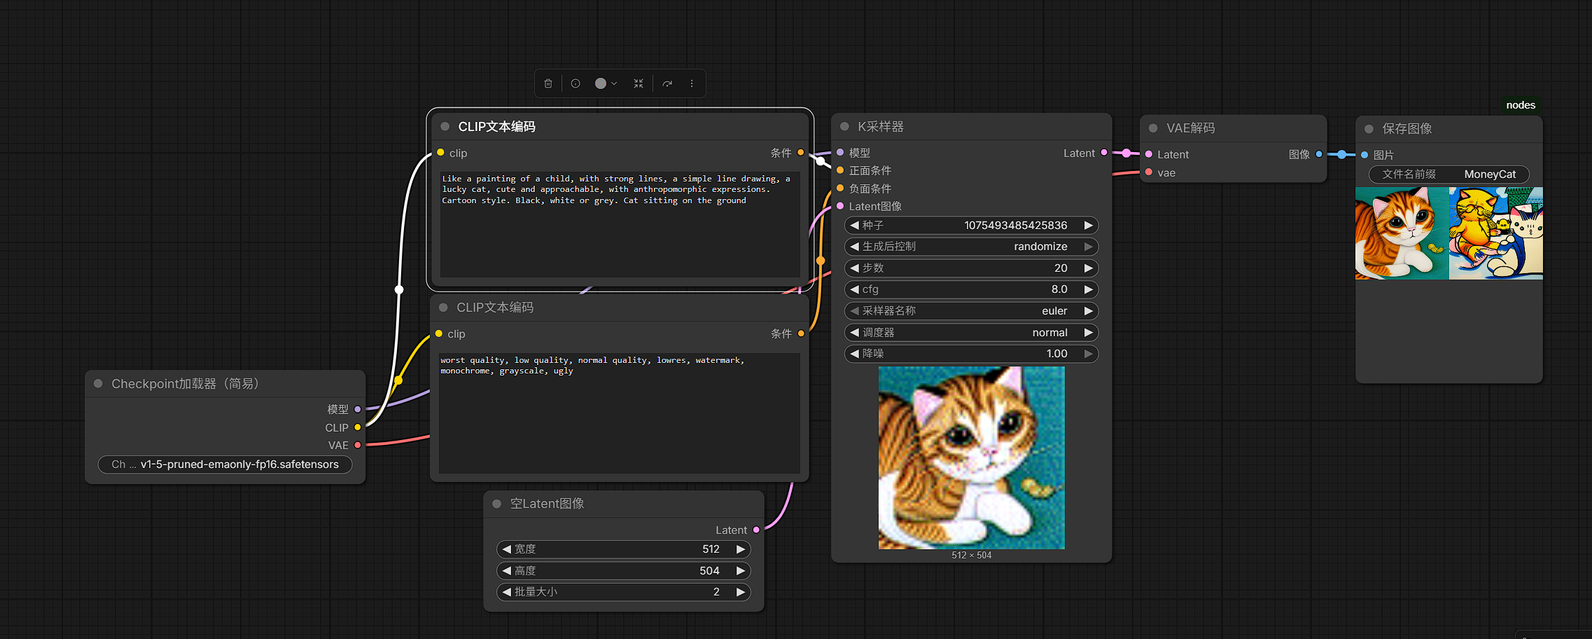 nodes
CLIP文本编码
clip
条件
Like a painting of a child, with strong lines, a simple line drawing, a
lucky cat, cute and approachable, with anthropomorphic expressions.
Cartoon style. Black, white or grey. Cat sitting on the ground
CLIP文本编码
clip
条件
worst quality, low quality, normal quality, lowres, watermark,
monochrome, grayscale, ugly
Checkpoint加载器（简易）
模型
CLIP
VAE
Ch ... v1-5-pruned-emaonly-fp16.safetensors
空Latent图像
Latent
宽度 512
高度 504
批量大小 2
K采样器
模型 Latent
正面条件
负面条件
Latent图像
种子 1075493485425836
生成后控制 randomize
步数 20
cfg 8.0
采样器名称 euler
调度器 normal
降噪 1.00
512 × 504
VAE解码
Latent 图像
vae
保存图像
图片
文件名前缀 MoneyCat